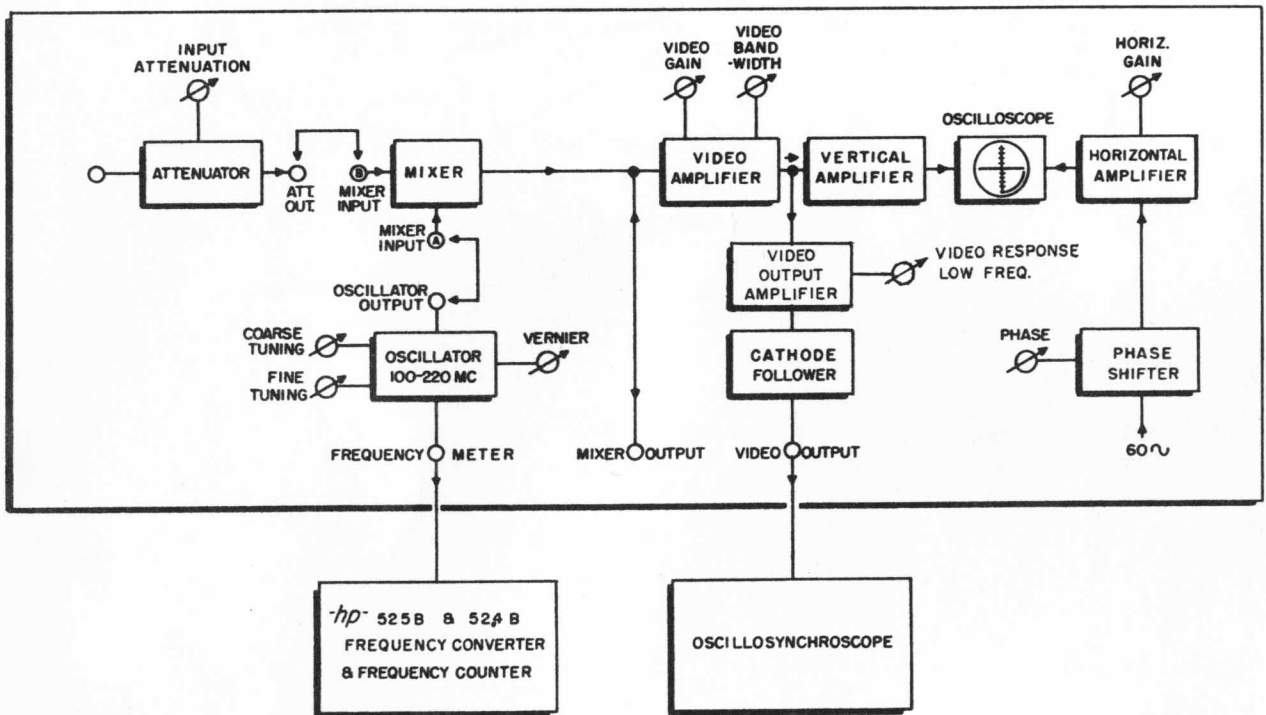 INPUT
ATTENUATION
ATTENUATOR
ATT.
OUT.
B
MIXER
INPUT
MIXER
MIXER
INPUT
A
OSCILLATOR
OUTPUT
COARSE
TUNING
FINE
TUNING
OSCILLATOR
100-220 MC
VERNIER
FREQUENCY METER
MIXER OUTPUT
VIDEO
GAIN
VIDEO
BAND
-WIDTH
VIDEO
AMPLIFIER
VERTICAL
AMPLIFIER
OSCILLOSCOPE
HORIZ.
GAIN
HORIZONTAL
AMPLIFIER
VIDEO
OUTPUT
AMPLIFIER
VIDEO RESPONSE
LOW FREQ.
CATHODE
FOLLOWER
VIDEO OUTPUT
PHASE
PHASE
SHIFTER
60~
-hp- 525B & 524B
FREQUENCY CONVERTER
& FREQUENCY COUNTER
OSCILLOSYNCHROSCOPE